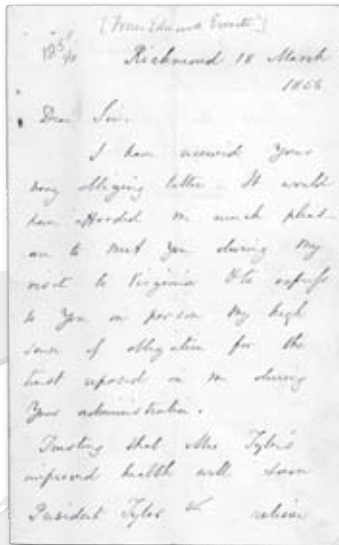 [From Edward Everett]
Richmond 18 March
1856
Dear Sir,
I have received your
very obliging letter. It would
have afforded me much pleas-
ure to meet you during my
visit to Virginia & to express
to you in person my high
sense of obligation for the
trust reposed in me during
your administration.
Trusting that Mrs Tyler's
improved health will soon
President Tyler relieve